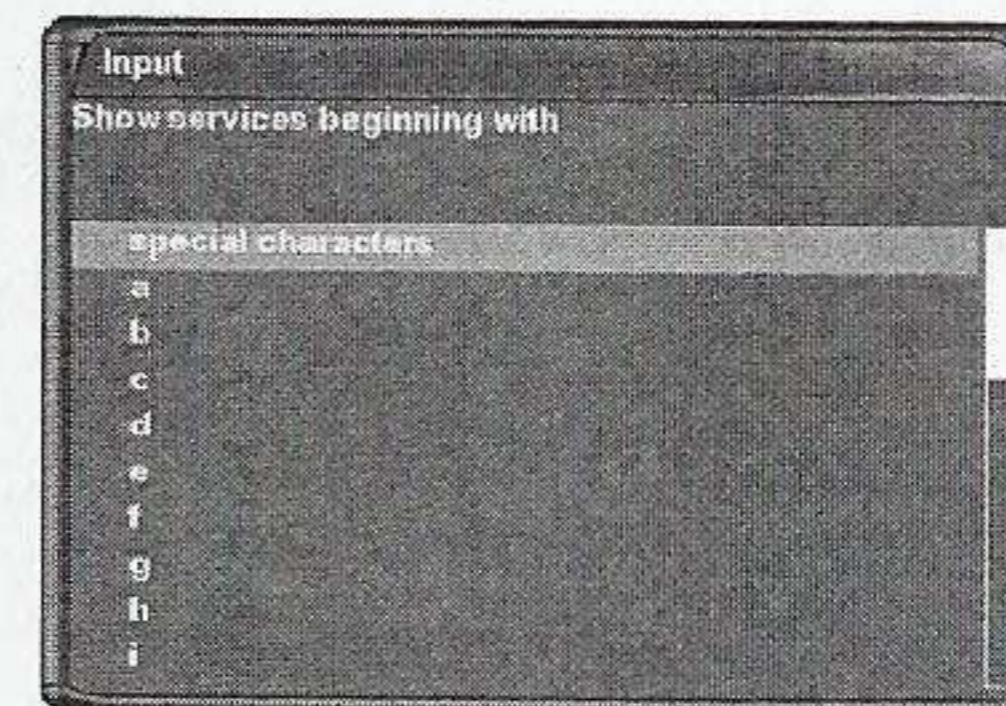 Input
Show services beginning with
special characters
a
b
c
d
e
f
g
h
i